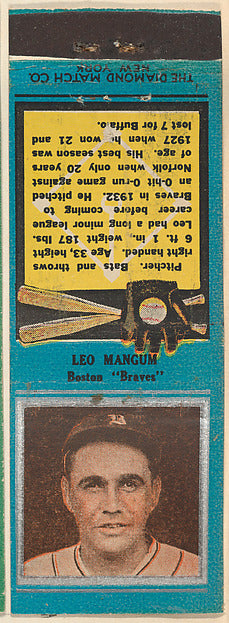 THE DIAMOND MATCH CO.
NEW YORK
Pitcher. Bats and throws
right handed. Age 33, height
6 ft. 1 in. weight 187 lbs.
Leo had a long minor league
career before coming to
Braves in 1932. He pitched
an 0-hit 0-run game against
Norfolk when only 20 years
of age. His best season was
1927 when he won 21 and
lost 7 for Buffalo.
LEO MANGUM
Boston "Braves"
B